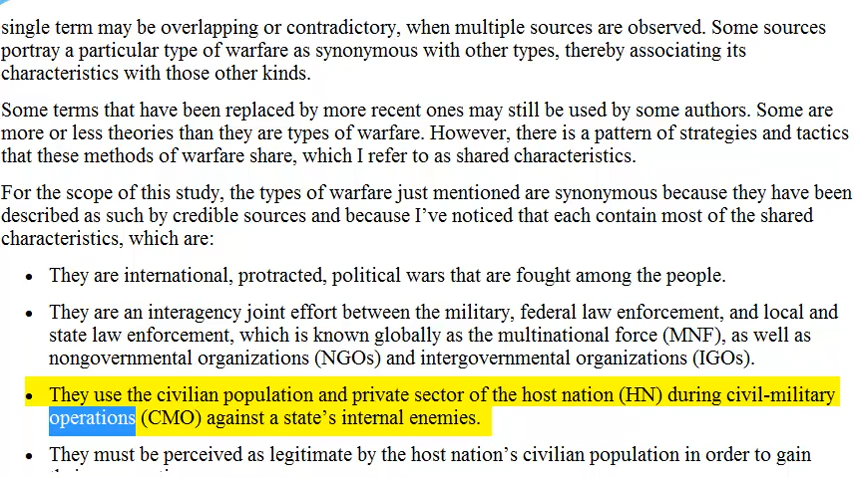 single term may be overlapping or contradictory, when multiple sources are observed. Some sources
portray a particular type of warfare as synonymous with other types, thereby associating its
characteristics with those other kinds.
Some terms that have been replaced by more recent ones may still be used by some authors. Some are
more or less theories than they are types of warfare. However, there is a pattern of strategies and tactics
that these methods of warfare share, which I refer to as shared characteristics.
For the scope of this study, the types of warfare just mentioned are synonymous because they have been
described as such by credible sources and because I’ve noticed that each contain most of the shared
characteristics, which are:
• They are international, protracted, political wars that are fought among the people.
• They are an interagency joint effort between the military, federal law enforcement, and local and
state law enforcement, which is known globally as the multinational force (MNF), as well as
nongovernmental organizations (NGOs) and intergovernmental organizations (IGOs).
• They use the civilian population and private sector of the host nation (HN) during civil-military
operations (CMO) against a state’s internal enemies.
• They must be perceived as legitimate by the host nation’s civilian population in order to gain